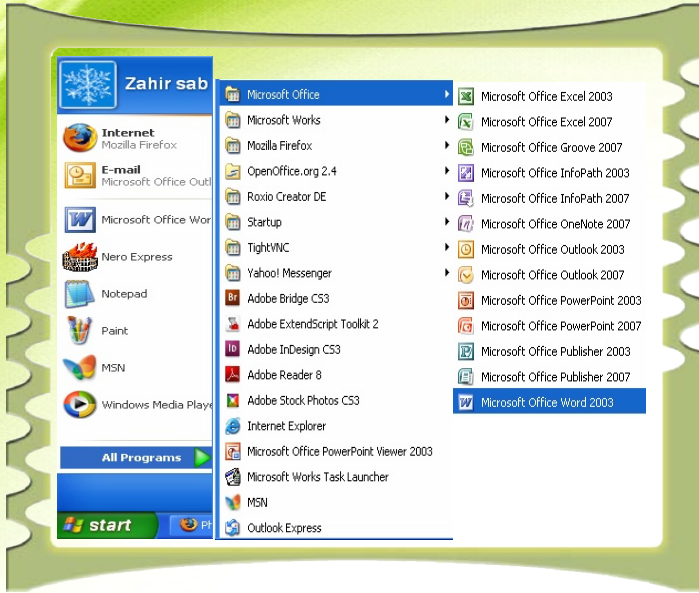 Zahir sab
Internet
Mozilla Firefox
E-mail
Microsoft Office Outl
Microsoft Office Wor
Nero Express
Notepad
Paint
MSN
Windows Media Playe
All Programs
start
Ph
Microsoft Office
Microsoft Works
Mozilla Firefox
OpenOffice.org 2.4
Roxio Creator DE
Startup
TightVNC
Yahoo! Messenger
Br Adobe Bridge CS3
Adobe ExtendScript Toolkit 2
ID Adobe InDesign CS3
Adobe Reader 8
Adobe Stock Photos CS3
Internet Explorer
Microsoft Office PowerPoint Viewer 2003
Microsoft Works Task Launcher
MSN
Outlook Express
Microsoft Office Excel 2003
Microsoft Office Excel 2007
Microsoft Office Groove 2007
Microsoft Office InfoPath 2003
Microsoft Office InfoPath 2007
Microsoft Office OneNote 2007
Microsoft Office Outlook 2003
Microsoft Office Outlook 2007
Microsoft Office PowerPoint 2003
Microsoft Office PowerPoint 2007
Microsoft Office Publisher 2003
Microsoft Office Publisher 2007
Microsoft Office Word 2003